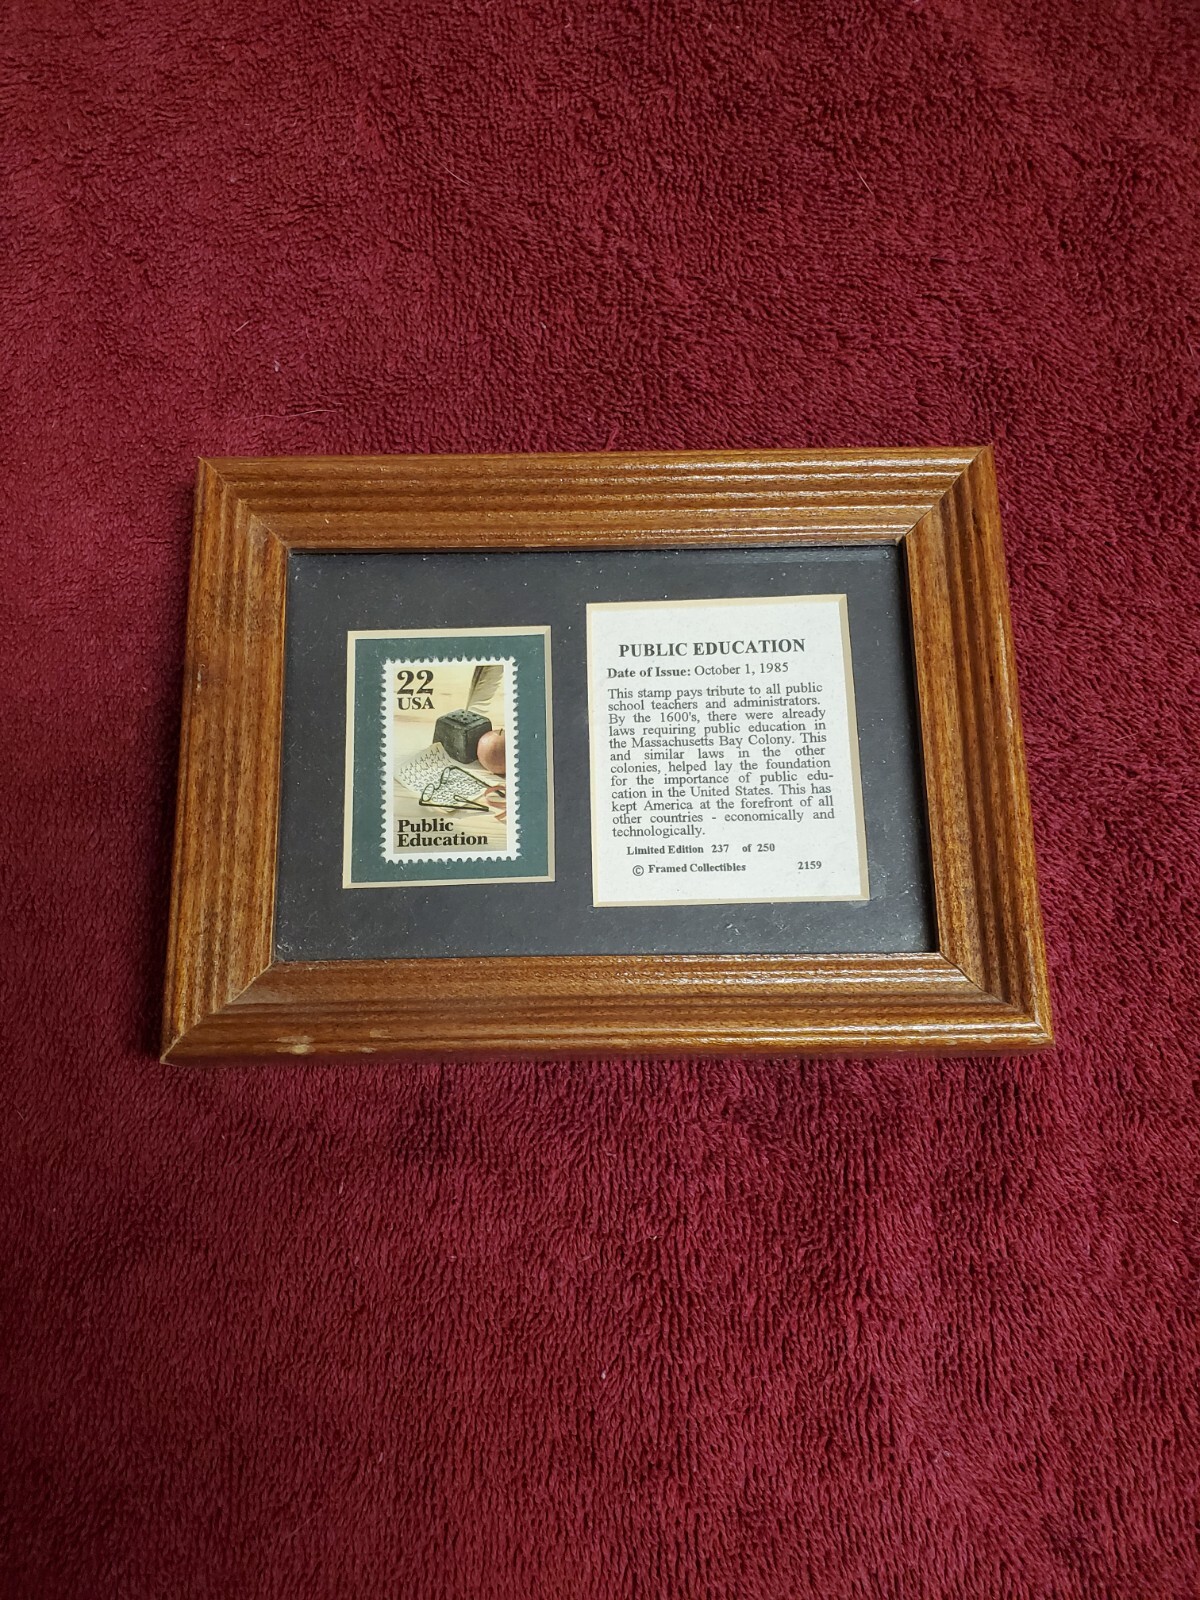 22
USA
Public
Education
PUBLIC EDUCATION
Date of Issue: October 1, 1985
This stamp pays tribute to all public
school teachers and administrators.
By the 1600's, there were already
laws requiring public education in
the Massachusetts Bay Colony. This
and similar laws in the other
colonies, helped lay the foundation
for the importance of public edu-
cation in the United States. This has
kept America at the forefront of all
other countries - economically and
technologically.
Limited Edition 237 of 250
© Framed Collectibles 2159